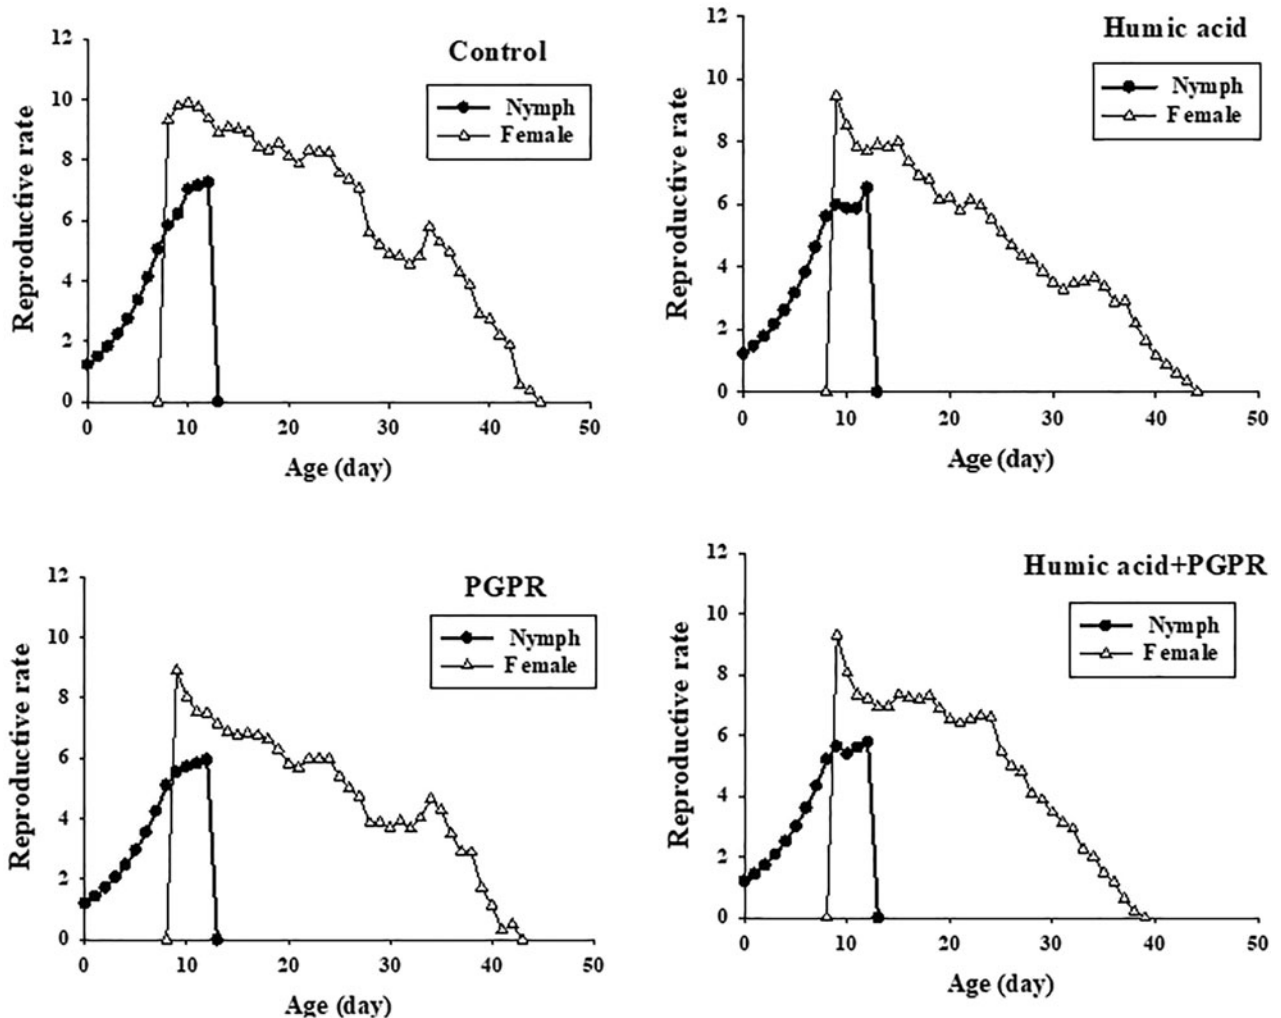 Control
Nymph
Female
Reproductive rate
12
10
8
6
4
2
0
0 10 20 30 40 50
Age (day)
Humic acid
Nymph
Female
Reproductive rate
12
10
8
6
4
2
0
0 10 20 30 40 50
Age (day)
PGPR
Nymph
Female
Reproductive rate
12
10
8
6
4
2
0
0 10 20 30 40 50
Age (day)
Humic acid+PGPR
Nymph
Female
Reproductive rate
12
10
8
6
4
2
0
0 10 20 30 40 50
Age (day)